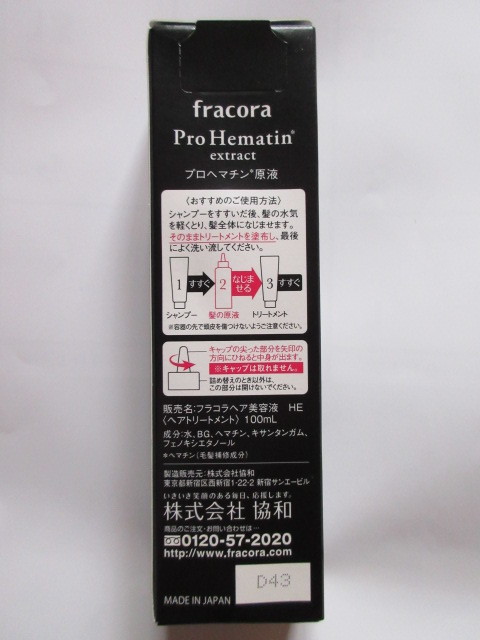 fracora
Pro Hematin*
extract
プロヘマチン*原液
〈おすすめのご使用方法〉
シャンプーをすすいだ後、髪の水気
を軽くとり、髪全体になじませます。
そのままトリートメントを塗布し、最後
によく洗い流してください。
1 すすぐ 2 なじませる 3 すすぐ
シャンプー 髪の原液 トリートメント
※容器の先で頭皮を傷つけないようご注意ください。
キャップの尖った部分を矢印の
方向にひねると中身が出ます。
※キャップは取れません。
詰め替えのとき以外は、
この部分は開けないでください。
販売名:フラコラヘア美容液 HE
〈ヘアトリートメント〉100mL
成分:水、BG、ヘマチン、キサンタンガム、
フェノキシエタノール
*ヘマチン(毛髪補修成分)
製造販売元:株式会社協和
東京都新宿区西新宿1-22-2 新宿サンエービル
いきいき笑顔のある毎日、応援します。
株式会社 協和
商品のご注文・お問い合わせは…
0120-57-2020
http://www.fracora.com
D43
MADE IN JAPAN